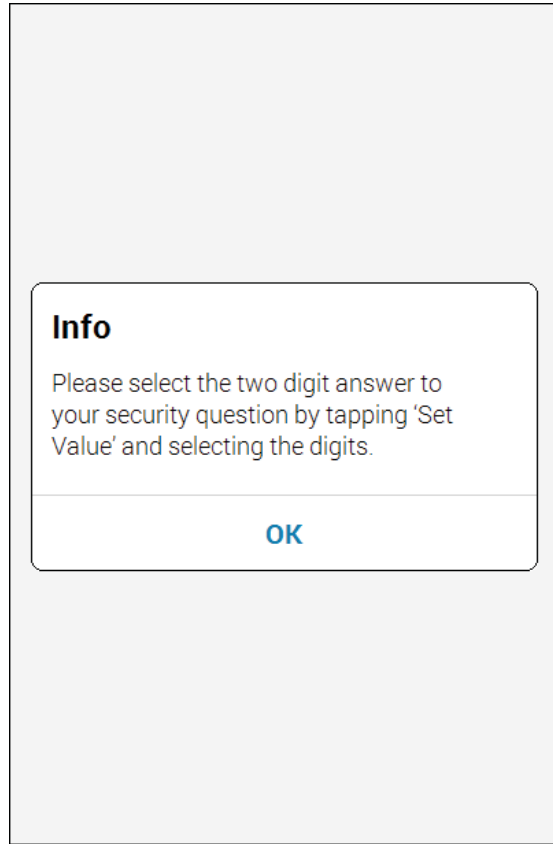 Info
Please select the two digit answer to
your security question by tapping ‘Set
Value’ and selecting the digits.
OK